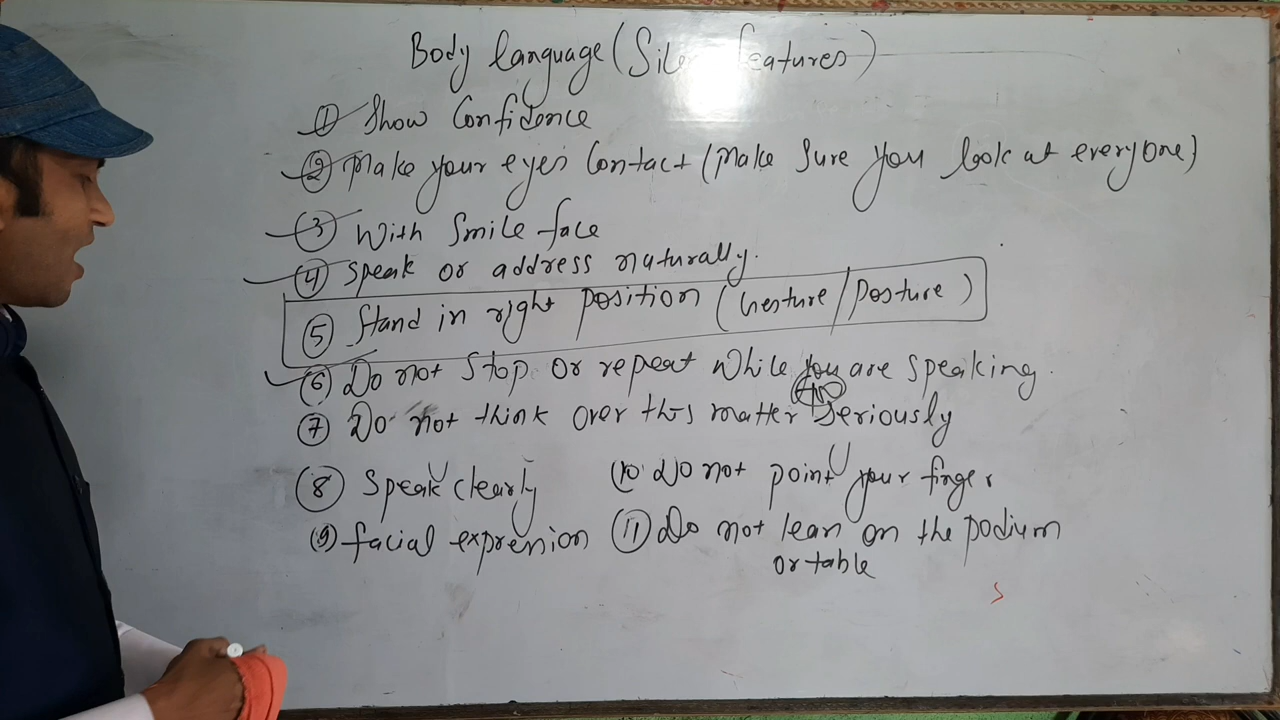 Body language (Sile features)
① Show Confidence
② Make your eyes Contact (Make Sure you look at everyone)
③ With Smile face
④ Speak or address naturally.
⑤ Stand in right position (Gesture/Posture)
⑥ Do not Stop or repeat While you are speaking.
⑦ Do not think over this matter Seriously
⑧ Speak clearly
⑨ facial expression
⑩ Do not point your finger
⑪ Do not lean on the podium
or table